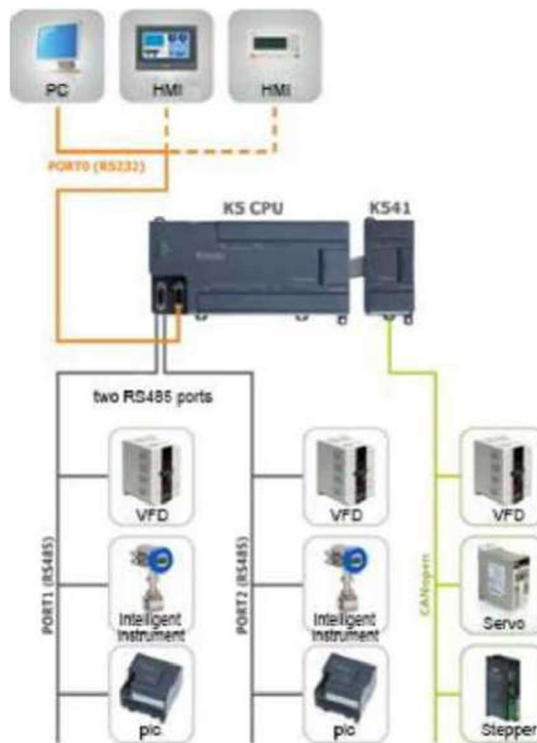 PC
HMI
HMI
PORT0 (RS232)
K5 CPU
K541
two RS485 ports
PORT1 (RS485)
PORT2 (RS485)
CANopen
VFD
VFD
VFD
Intelligent
Instrument
Intelligent
Instrument
Servo
plc
plc
Stepper